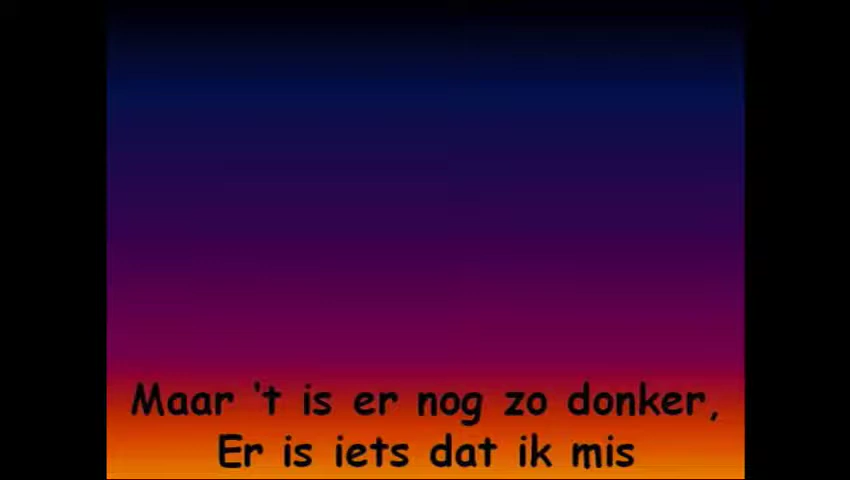 Maar 't is er nog zo donker,
Er is iets dat ik mis